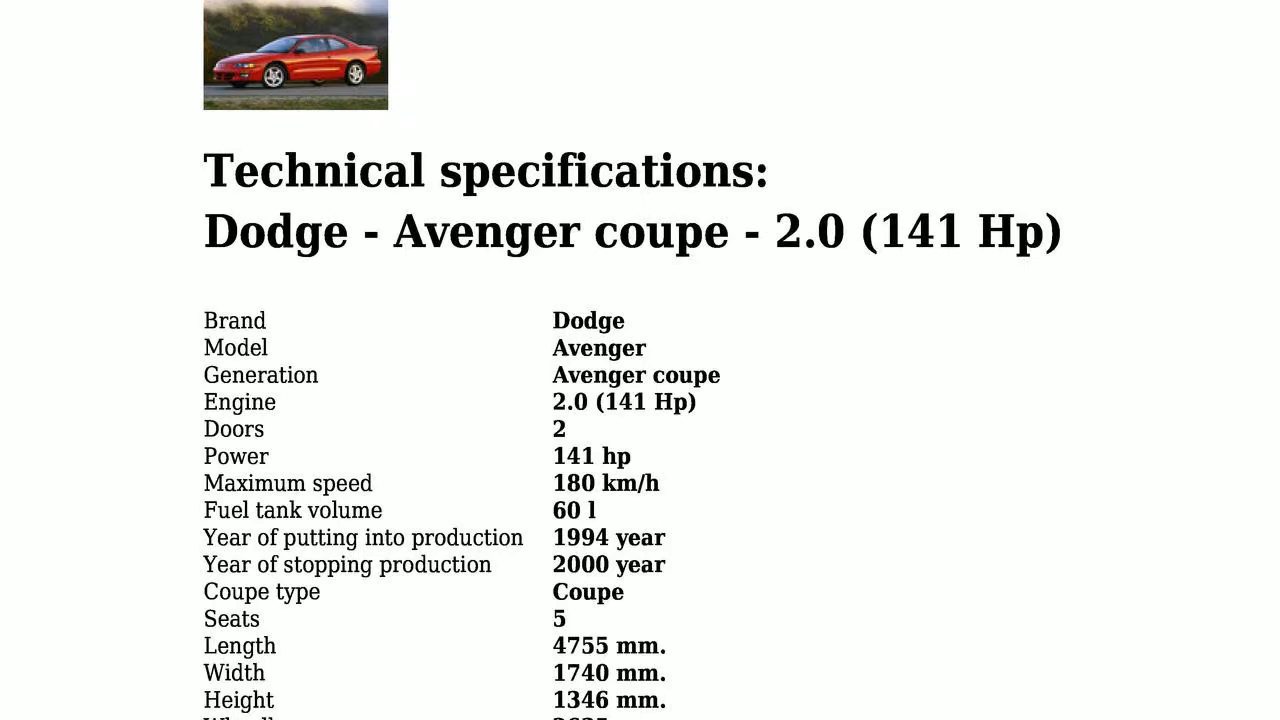 Technical specifications:
Dodge - Avenger coupe - 2.0 (141 Hp)
Brand Dodge
Model Avenger
Generation Avenger coupe
Engine 2.0 (141 Hp)
Doors 2
Power 141 hp
Maximum speed 180 km/h
Fuel tank volume 60 l
Year of putting into production 1994 year
Year of stopping production 2000 year
Coupe type Coupe
Seats 5
Length 4755 mm.
Width 1740 mm.
Height 1346 mm.